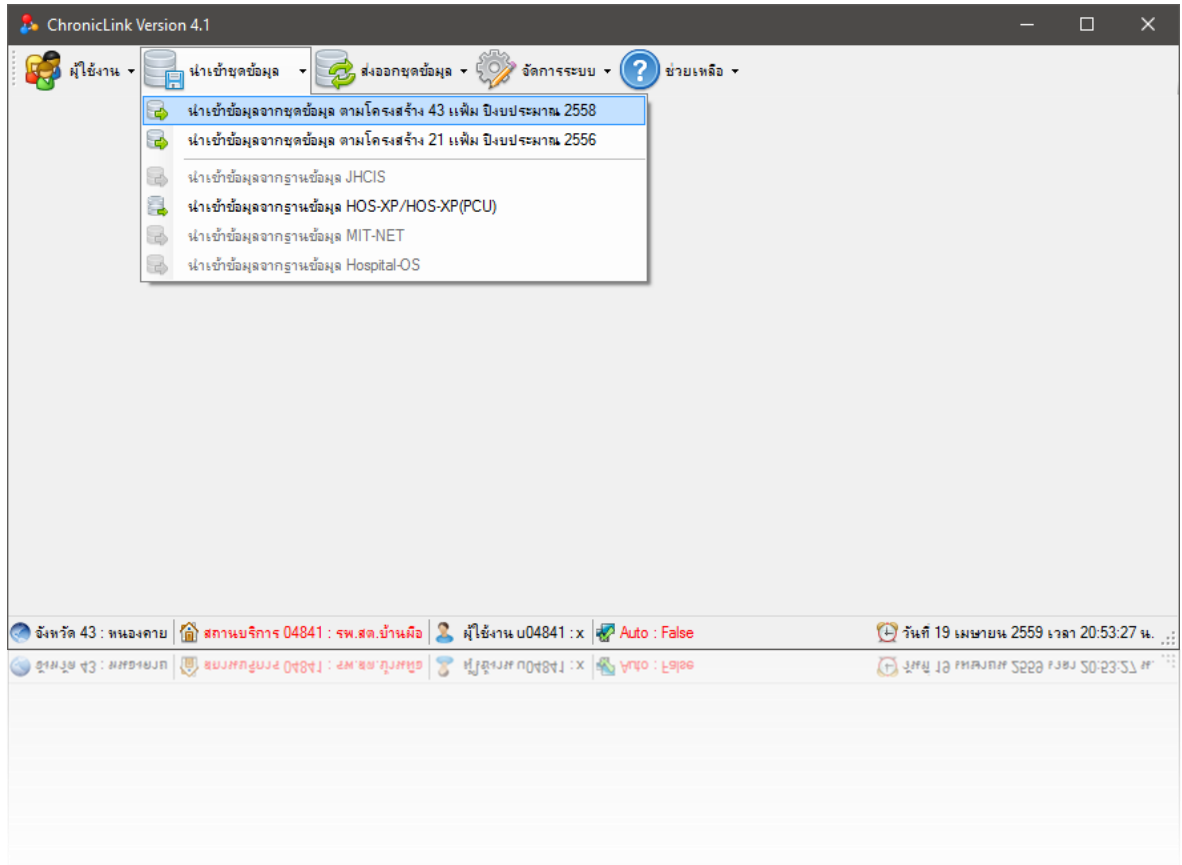 ChronicLink Version 4.1
ผู้ใช้งาน นำเข้าชุดข้อมูล ส่งออกชุดข้อมูล จัดการระบบ ช่วยเหลือ
นำเข้าข้อมูลจากชุดข้อมูล ตามโครงสร้าง 43 แฟ้ม ปีงบประมาณ 2558
นำเข้าข้อมูลจากชุดข้อมูล ตามโครงสร้าง 21 แฟ้ม ปีงบประมาณ 2556
นำเข้าข้อมูลจากฐานข้อมูล JHCIS
นำเข้าข้อมูลจากฐานข้อมูล HOS-XP/HOS-XP(PCU)
นำเข้าข้อมูลจากฐานข้อมูล MIT-NET
นำเข้าข้อมูลจากฐานข้อมูล Hospital-OS
จังหวัด 43 : หนองคาย สถานบริการ 04841 : รพ.สต.บ้านผือ ผู้ใช้งาน u04841 : x Auto : False วันที่ 19 เมษายน 2559 เวลา 20:53:27 น.